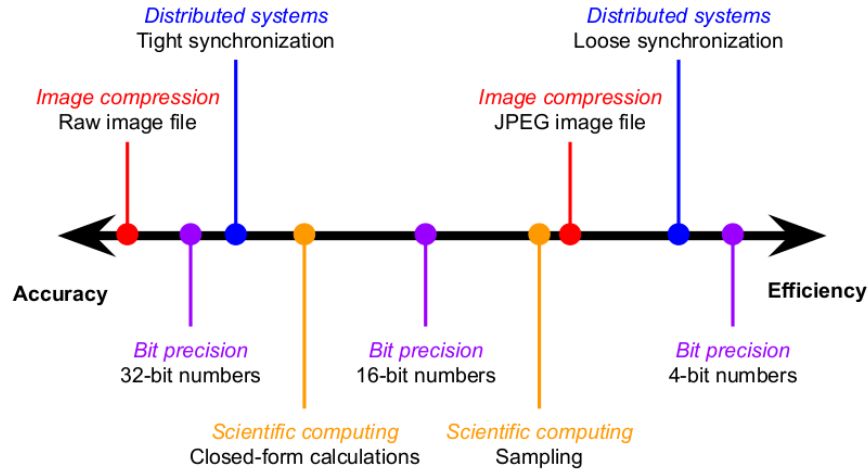 Distributed systems
Tight synchronization
Distributed systems
Loose synchronization
Image compression
Raw image file
Image compression
JPEG image file
Accuracy
Efficiency
Bit precision
32-bit numbers
Bit precision
16-bit numbers
Bit precision
4-bit numbers
Scientific computing
Closed-form calculations
Scientific computing
Sampling